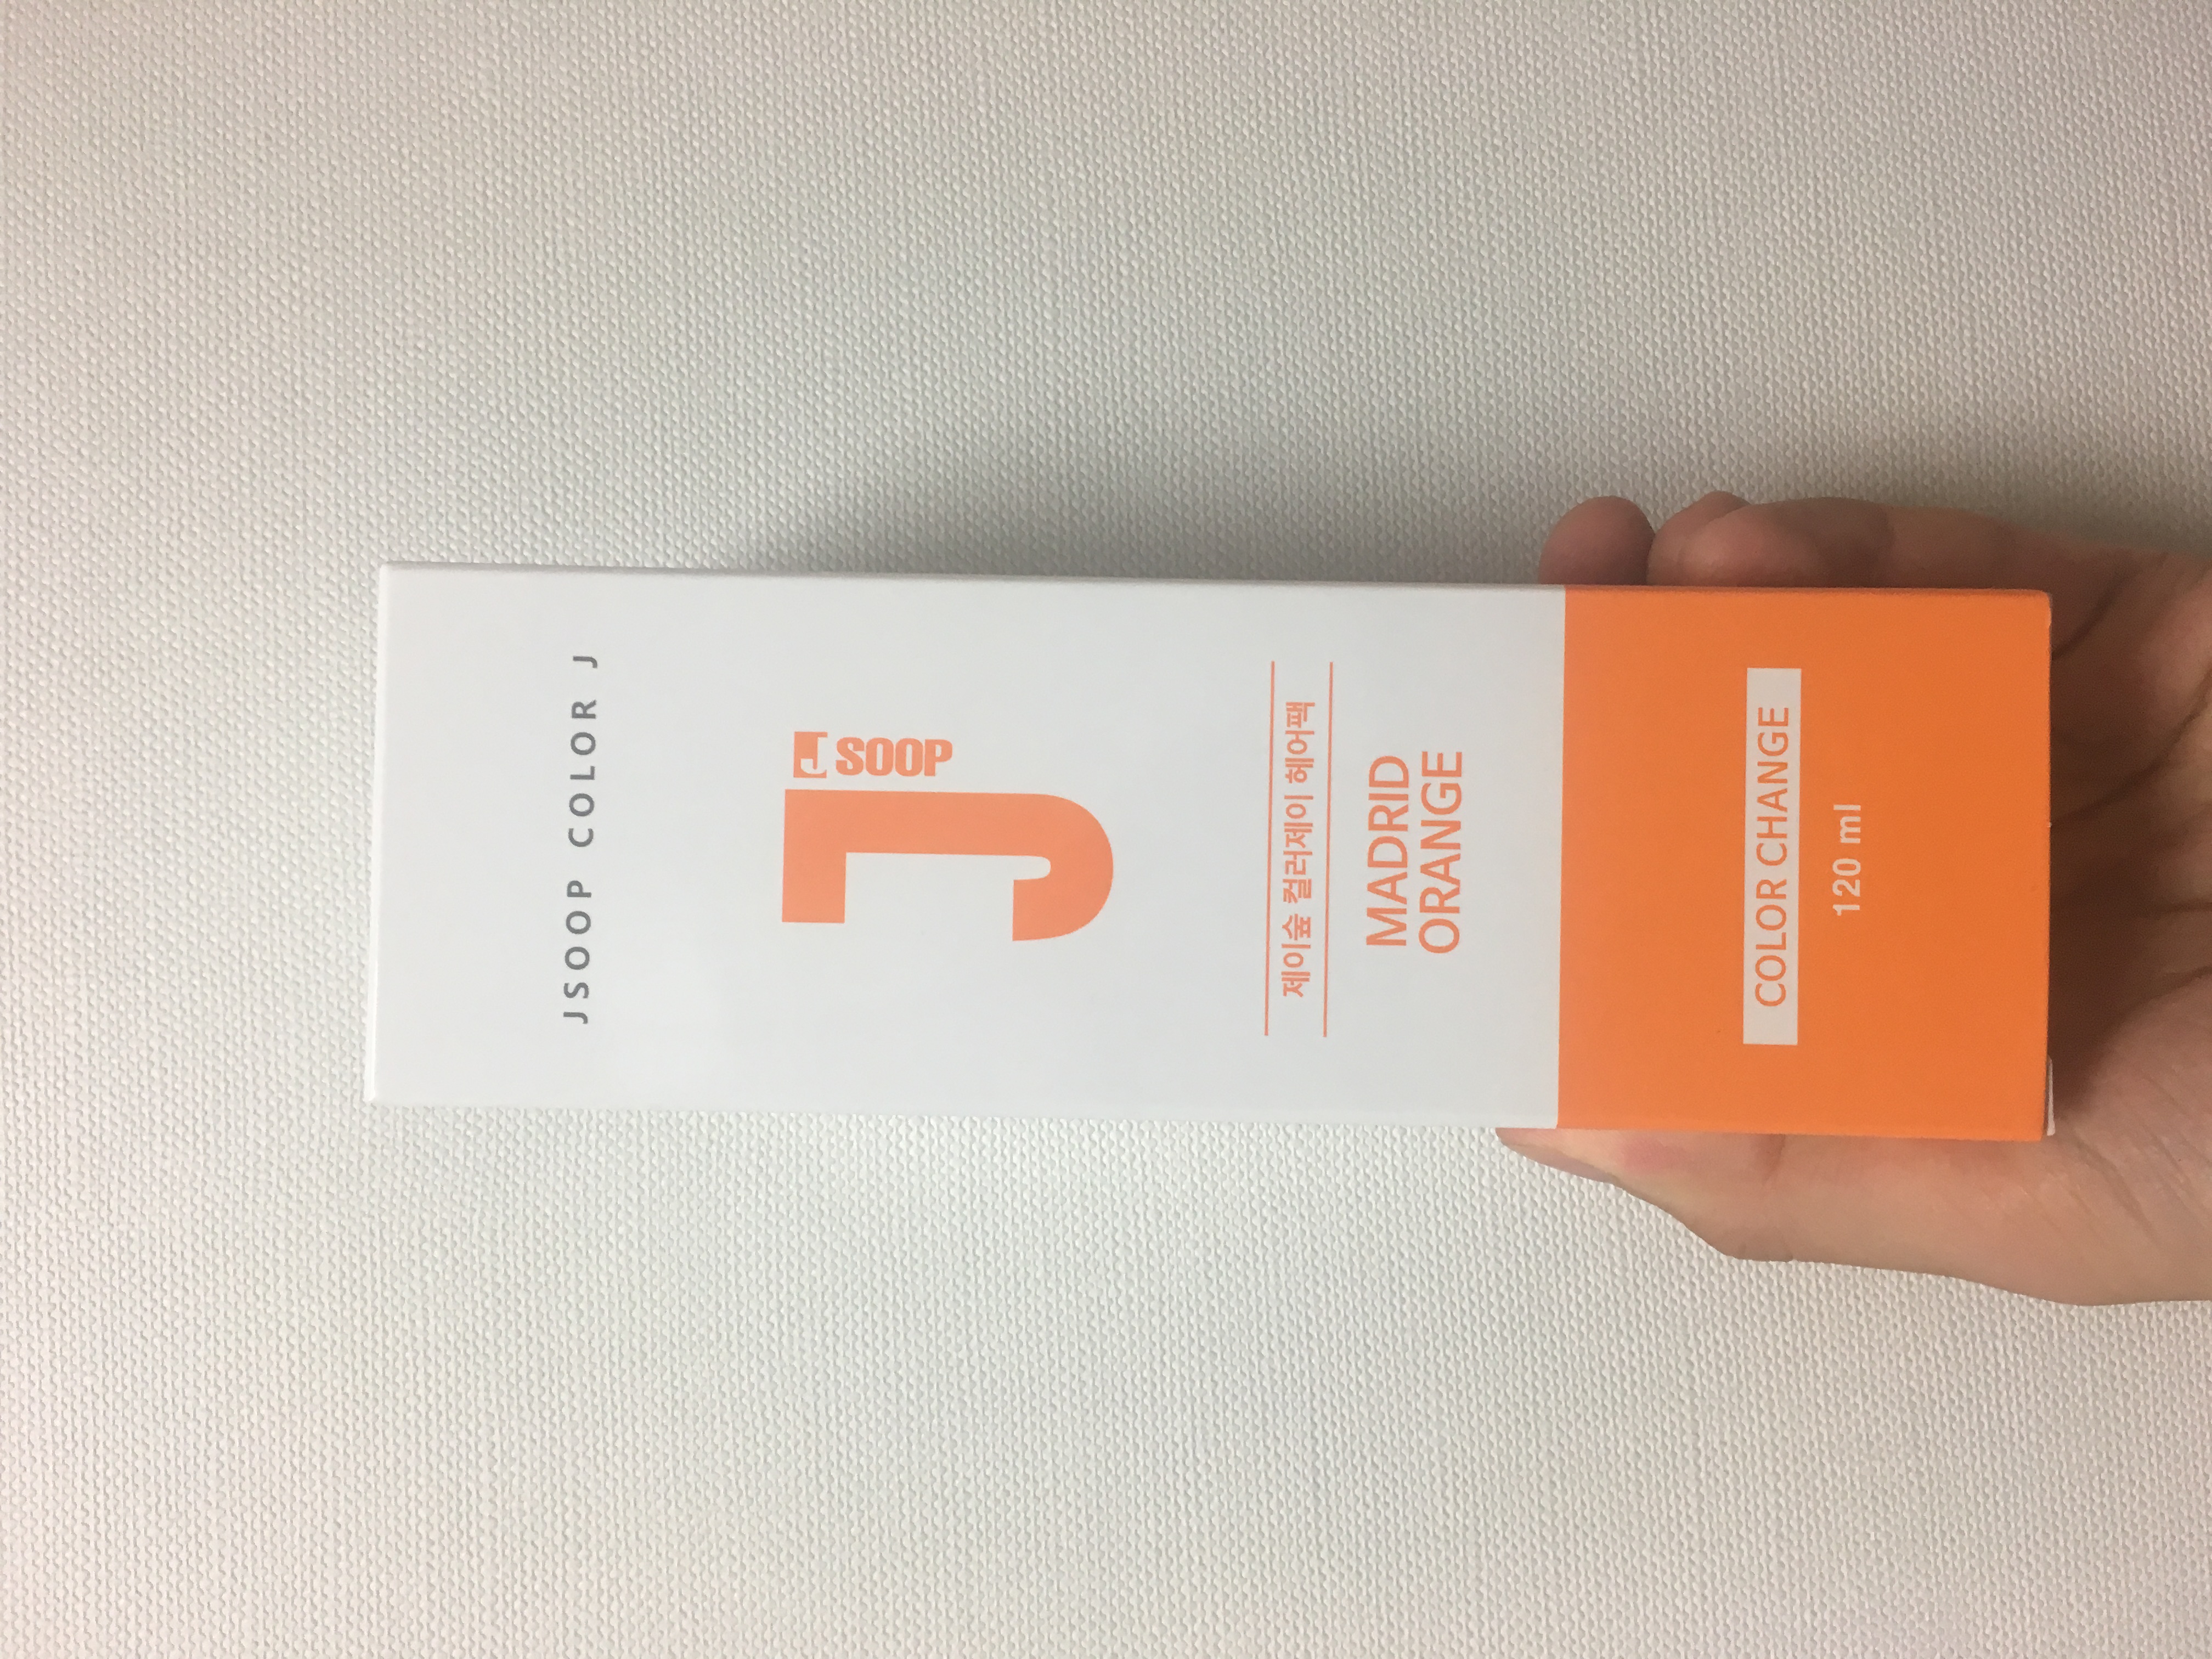 JSOOP COLOR J
J SOOP
J
제이숲 컬러제이 헤어팩
MADRID
ORANGE
COLOR CHANGE
120 ml